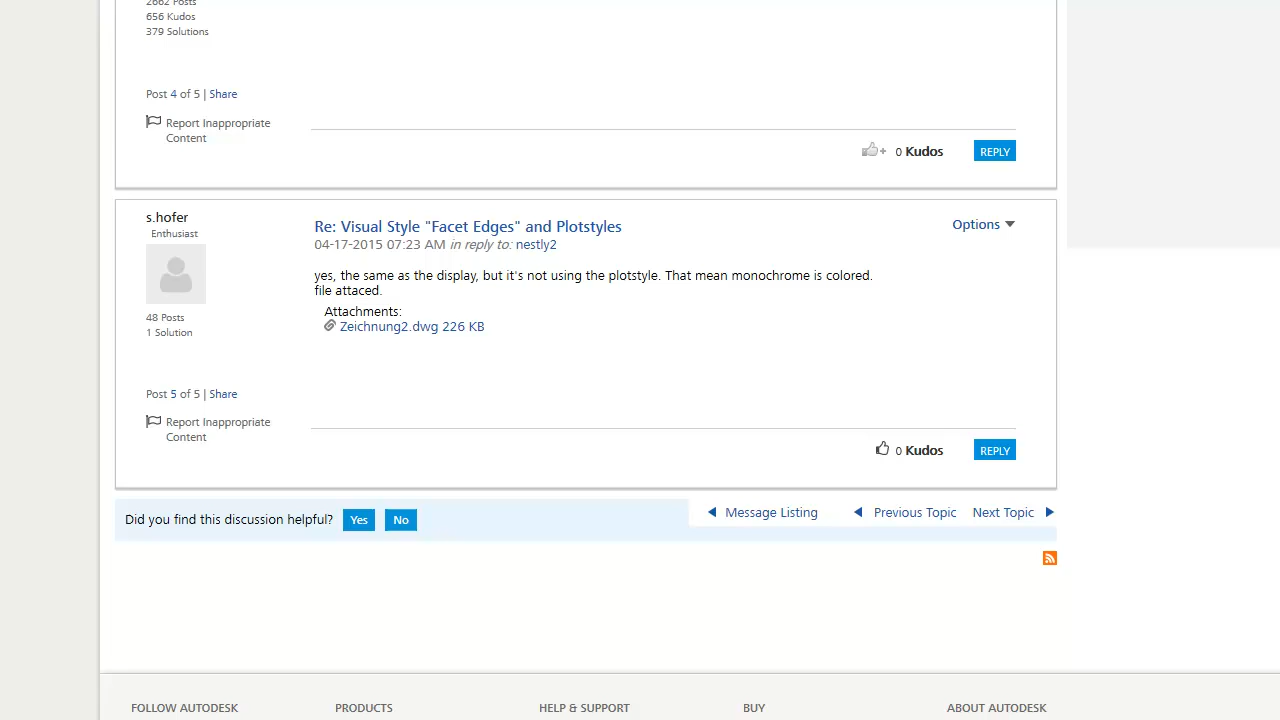 2662 Posts
656 Kudos
379 Solutions
Post 4 of 5 | Share
Report Inappropriate
Content
0 Kudos
REPLY
s.hofer
Enthusiast
48 Posts
1 Solution
Re: Visual Style "Facet Edges" and Plotstyles
04-17-2015 07:23 AM in reply to: nestly2
Options
yes, the same as the display, but it's not using the plotstyle. That mean monochrome is colored.
file attaced.
Attachments:
Zeichnung2.dwg 226 KB
Post 5 of 5 | Share
Report Inappropriate
Content
0 Kudos
REPLY
Did you find this discussion helpful? Yes No
Message Listing
Previous Topic
Next Topic
FOLLOW AUTODESK
PRODUCTS
HELP & SUPPORT
BUY
ABOUT AUTODESK